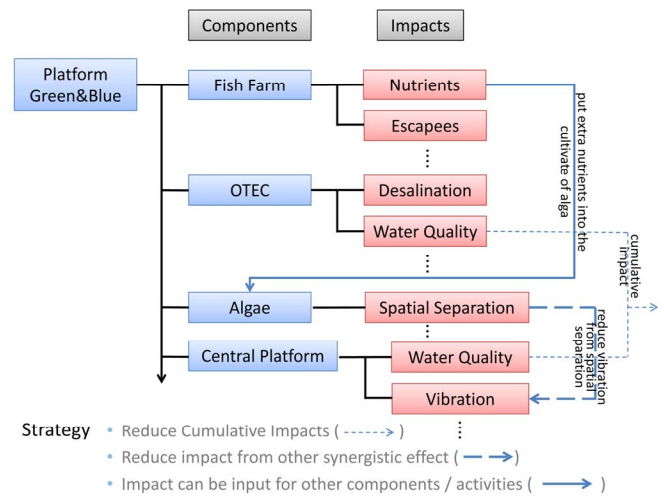 Components
Impacts
Platform
Green&Blue
Fish Farm
Nutrients
Escapees
OTEC
Desalination
Water Quality
put extra nutrients into the
cultivate of alga
cumulative
impact
Algae
Spatial Separation
Central Platform
Water Quality
Vibration
reduce vibration
from spatial
separation
Strategy
• Reduce Cumulative Impacts ( )
• Reduce impact from other synergistic effect ( )
• Impact can be input for other components / activities ( )